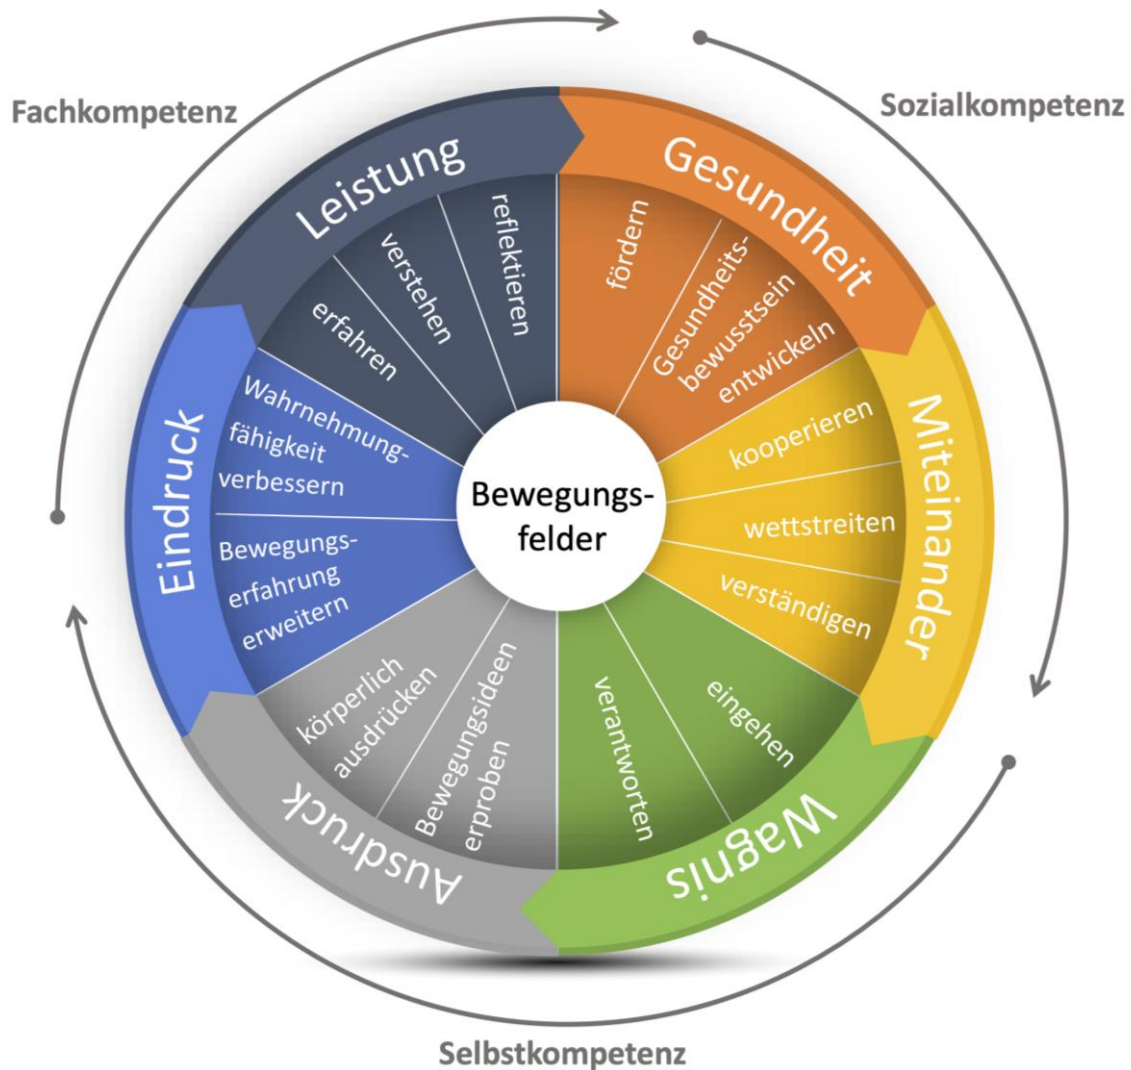 Fachkompetenz
Sozialkompetenz
Leistung
reflektieren
verstehen
erfahren
Gesundheit
fördern
Gesundheits-
bewusstsein
entwickeln
Miteinander
kooperieren
wettstreiten
verständigen
Wagnis
eingehen
verantworten
Ausdruck
Bewegungsideen
erproben
körperlich
ausdrücken
Eindruck
Bewegungs-
erfahrung
erweitern
Wahrnehmung-
fähigkeit
verbessern
Bewegungs-
felder
Selbstkompetenz